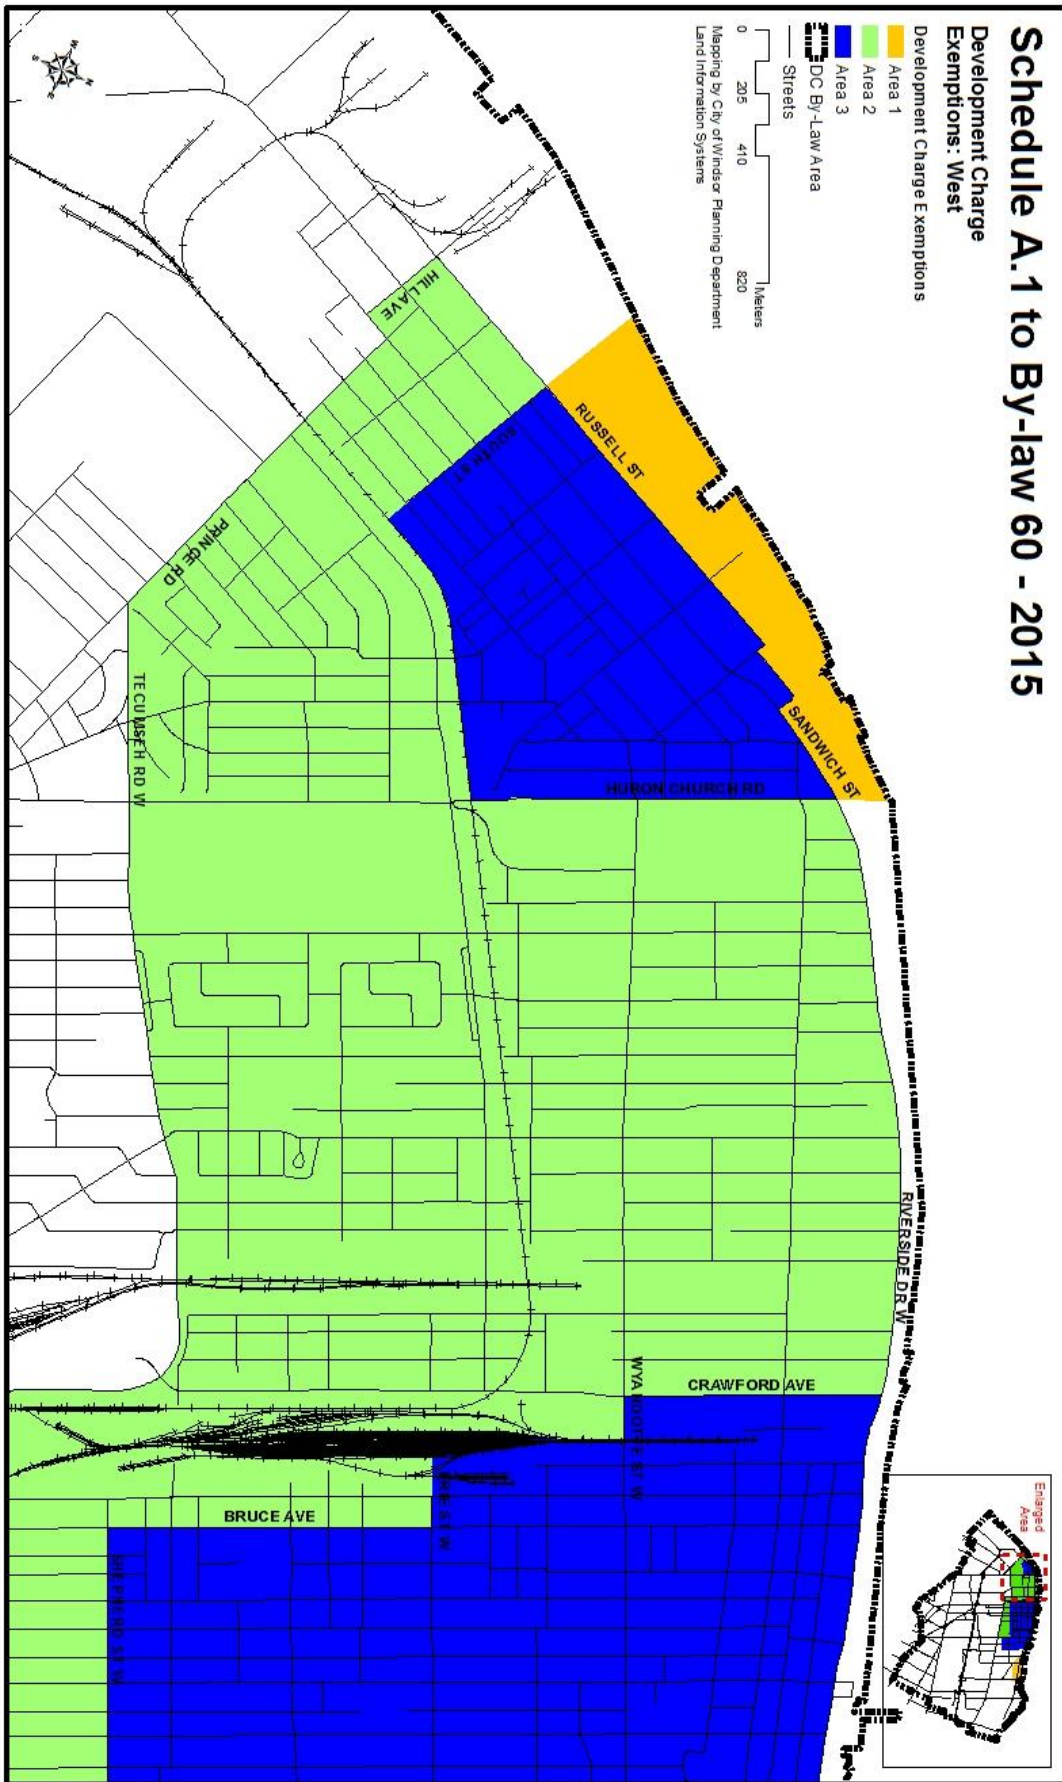 Schedule A.1 to By-law 60 - 2015
Development Charge
Exemptions: West
Development Charge Exemptions
Area 1
Area 2
Area 3
DC By-Law Area
Streets
0 205 410 820
Meters
Mapping by City of Windsor Planning Department
Land Information Systems
N
E
S
W
HILL AVE
SOUTH ST
RUSSELL ST
SANDWICH ST
PRINCE RD
TECUMSEH RD W
HURON CHURCH RD
RIVERSIDE DR W
CRAWFORD AVE
WYANDOTTE ST W
ERIE ST W
BRUCE AVE
SHEPHERD ST W
Enlarged
Area